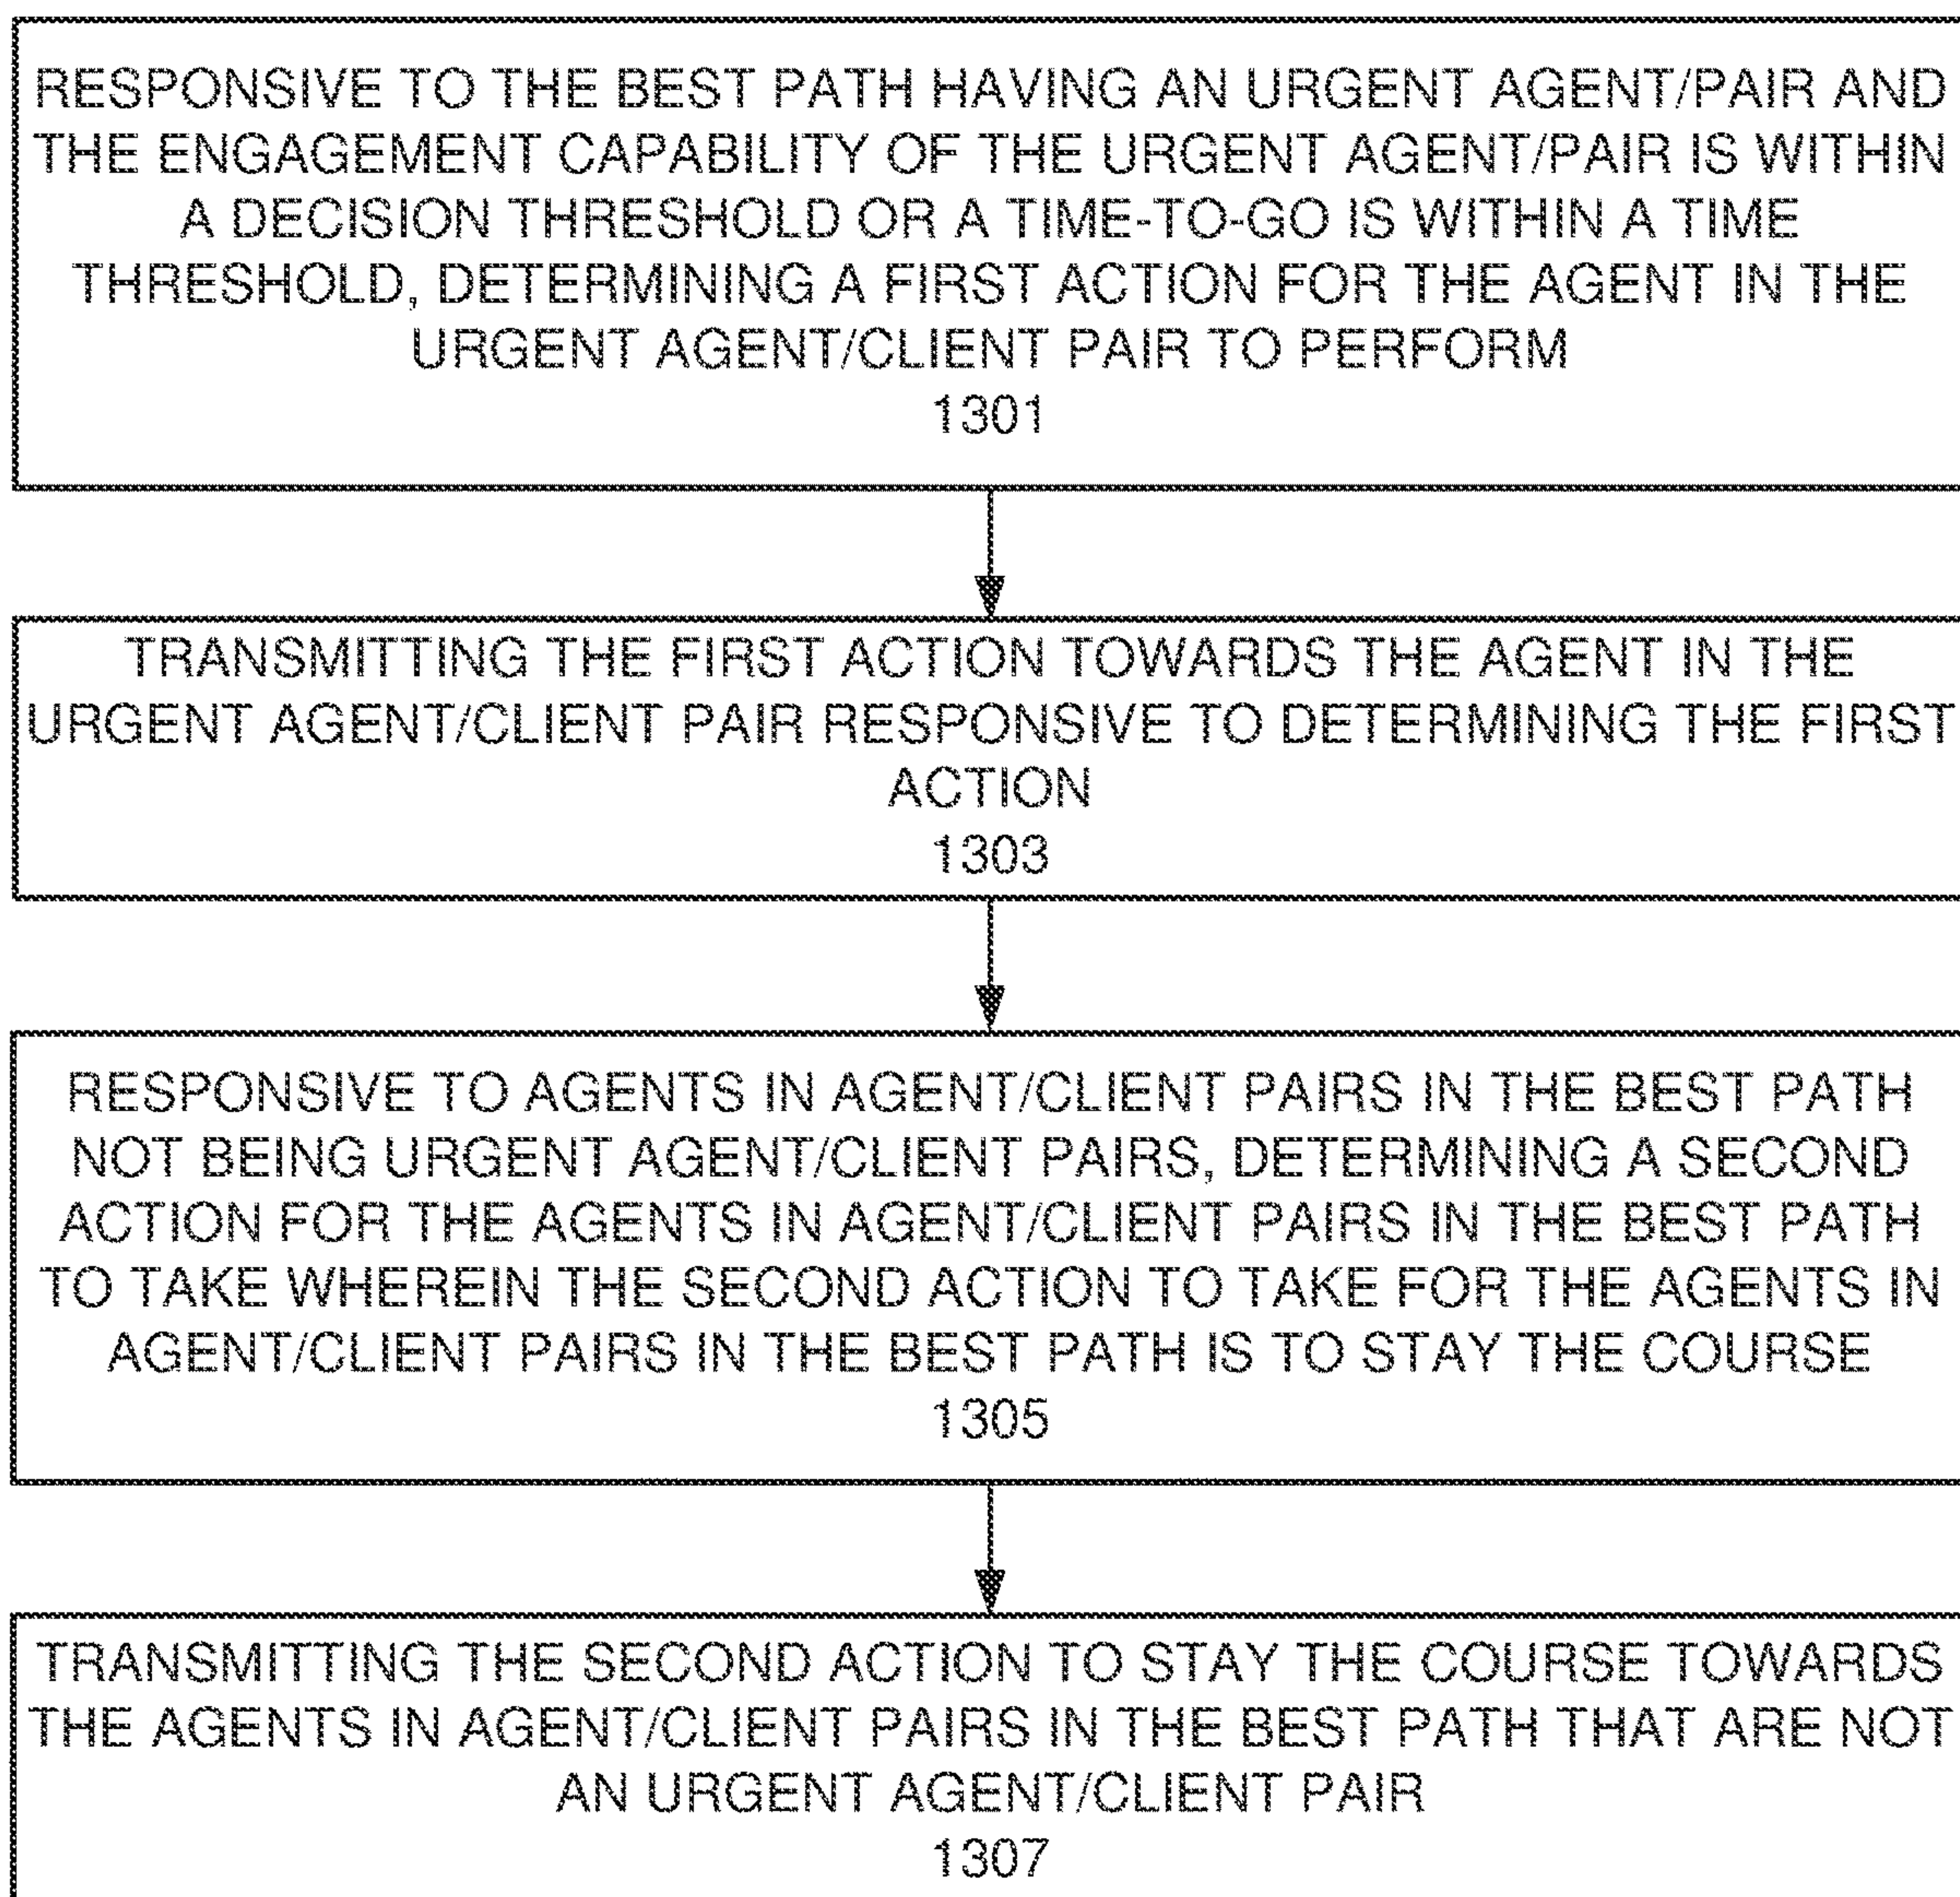 RESPONSIVE TO THE BEST PATH HAVING AN URGENT AGENT/PAIR AND
THE ENGAGEMENT CAPABILITY OF THE URGENT AGENT/PAIR IS WITHIN
A DECISION THRESHOLD OR A TIME-TO-GO IS WITHIN A TIME
THRESHOLD, DETERMINING A FIRST ACTION FOR THE AGENT IN THE
URGENT AGENT/CLIENT PAIR TO PERFORM
1301
TRANSMITTING THE FIRST ACTION TOWARDS THE AGENT IN THE
URGENT AGENT/CLIENT PAIR RESPONSIVE TO DETERMINING THE FIRST
ACTION
1303
RESPONSIVE TO AGENTS IN AGENT/CLIENT PAIRS IN THE BEST PATH
NOT BEING URGENT AGENT/CLIENT PAIRS, DETERMINING A SECOND
ACTION FOR THE AGENTS IN AGENT/CLIENT PAIRS IN THE BEST PATH
TO TAKE WHEREIN THE SECOND ACTION TO TAKE FOR THE AGENTS IN
AGENT/CLIENT PAIRS IN THE BEST PATH IS TO STAY THE COURSE
1305
TRANSMITTING THE SECOND ACTION TO STAY THE COURSE TOWARDS
THE AGENTS IN AGENT/CLIENT PAIRS IN THE BEST PATH THAT ARE NOT
AN URGENT AGENT/CLIENT PAIR
1307